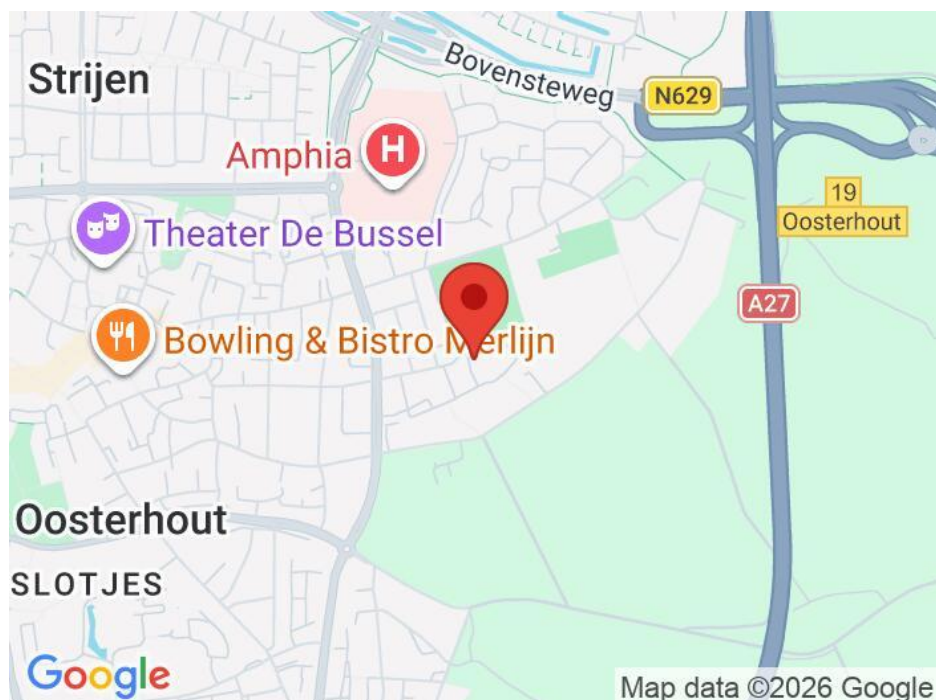 Strijen
Bovensteweg
N629
Amphia
H
19
Oosterhout
Theater De Bussel
A27
Bowling & Bistro Merlijn
Oosterhout
SLOTJES
Google
Map data ©2026 Google